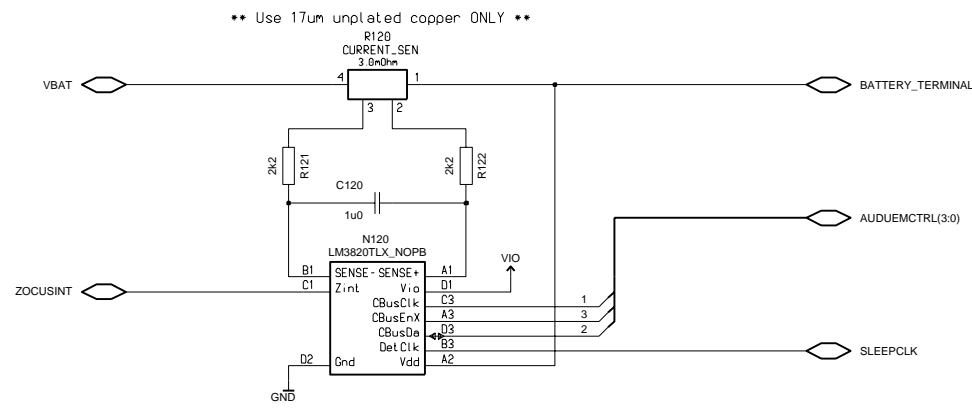 ** Use 17um unplated copper ONLY **
R120
CURRENT_SEN
3.0mOhm
VBAT
4
1
BATTERY_TERMINAL
3
2
2k2
R121
2k2
R122
C120
1u0
AUDUEMCTRL(3:0)
N120
LM3820TLX_NOPB
VIO
B1
SENSE-
SENSE+
A1
ZOCUSINT
C1
Zint
Vio
D1
CBusClk
C3
1
CBusEnX
A3
3
CBusDa
D3
2
DetClk
B3
SLEEPCLK
D2
Gnd
Vdd
A2
GND